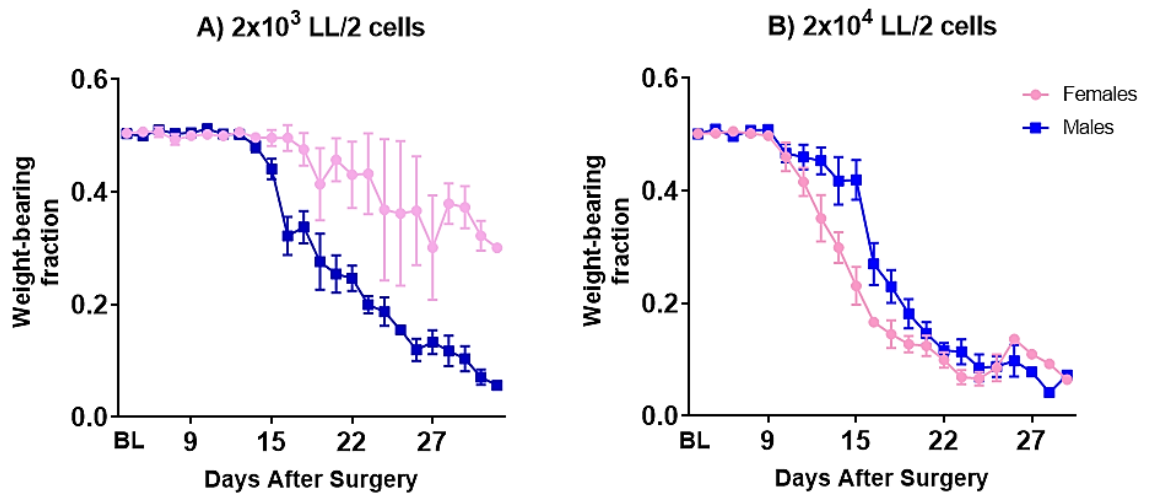 A) 2x10³ LL/2 cells
0.6
0.4
0.2
0.0
Weight-bearing
fraction
BL 9 15 22 27
Days After Surgery
B) 2x10⁴ LL/2 cells
0.6
0.4
0.2
0.0
Weight-bearing
fraction
BL 9 15 22 27
Days After Surgery
Females
Males